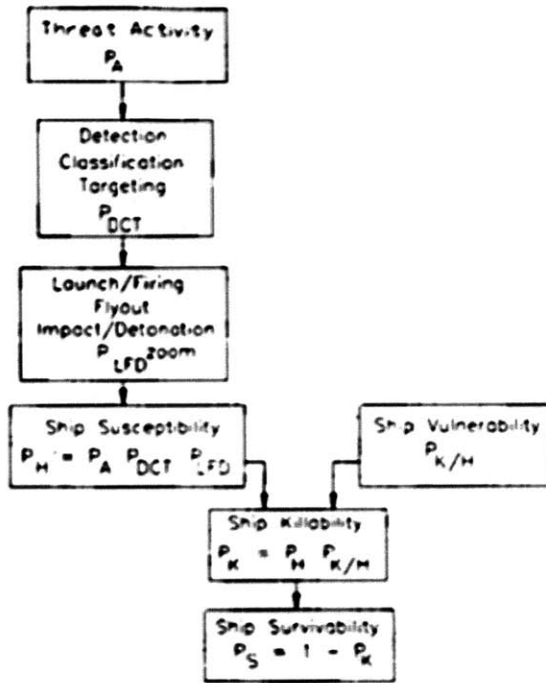 Threat Activity
P_A
Detection
Classification
Targeting
P_DCT
Launch/Firing
Flyout
Impact/Detonation
P_LFD zoom
Ship Susceptibility
P_H = P_A P_DCT P_LFD
Ship Vulnerability
P_K/H
Ship Killability
P_K = P_H P_K/H
Ship Survivability
P_S = 1 - P_K